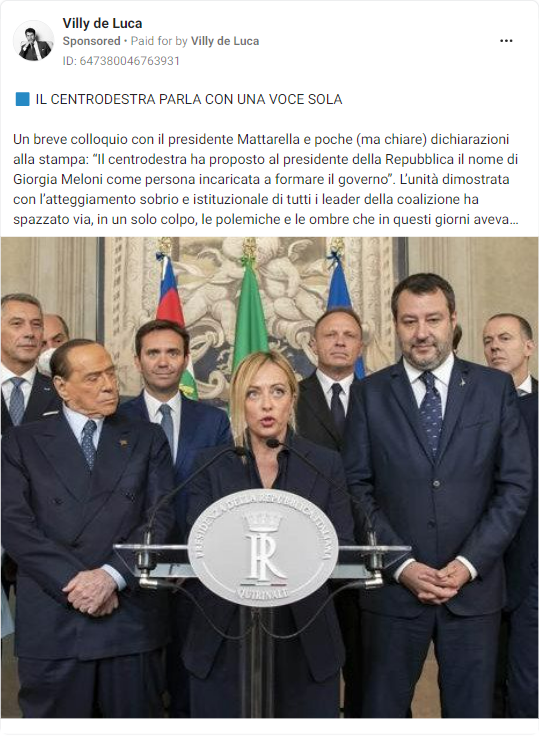 Villy de Luca
Sponsored • Paid for by Villy de Luca
ID: 647380046763931
IL CENTRODESTRA PARLA CON UNA VOCE SOLA
Un breve colloquio con il presidente Mattarella e poche (ma chiare) dichiarazioni
alla stampa: “Il centrodestra ha proposto al presidente della Repubblica il nome di
Giorgia Meloni come persona incaricata a formare il governo”. L’unità dimostrata
con l’atteggiamento sobrio e istituzionale di tutti i leader della coalizione ha
spazzato via, in un solo colpo, le polemiche e le ombre che in questi giorni aveva…
PRESIDENZA DELLA REPUBBLICA ITALIANA
QUIRINALE